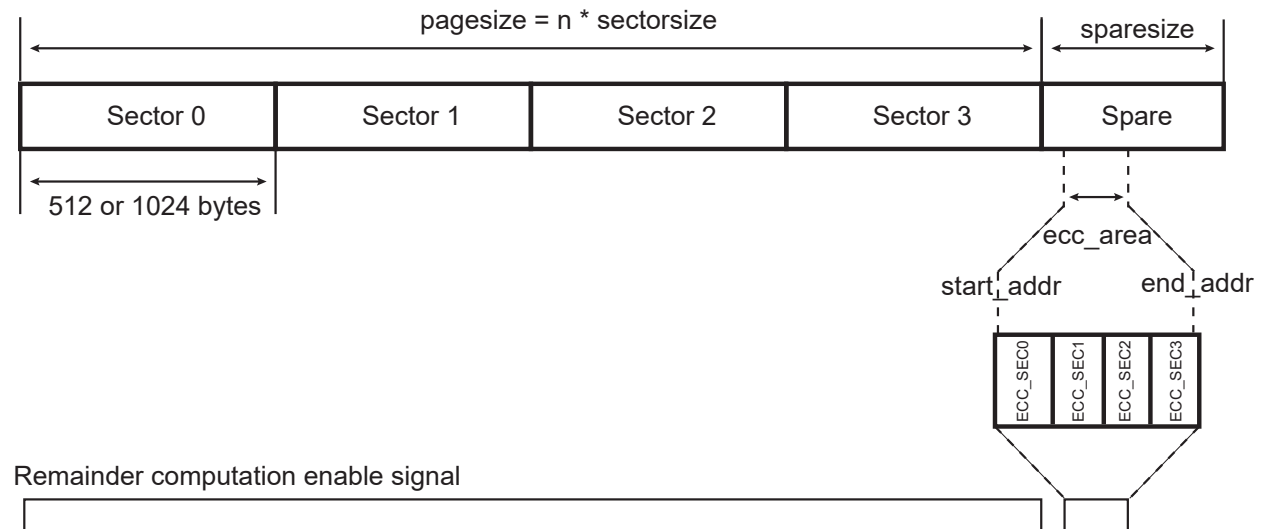 pagesize = n * sectorsize
sparesize
Sector 0
Sector 1
Sector 2
Sector 3
Spare
512 or 1024 bytes
ecc_area
start_addr
end_addr
ECC_SEC0
ECC_SEC1
ECC_SEC2
ECC_SEC3
Remainder computation enable signal